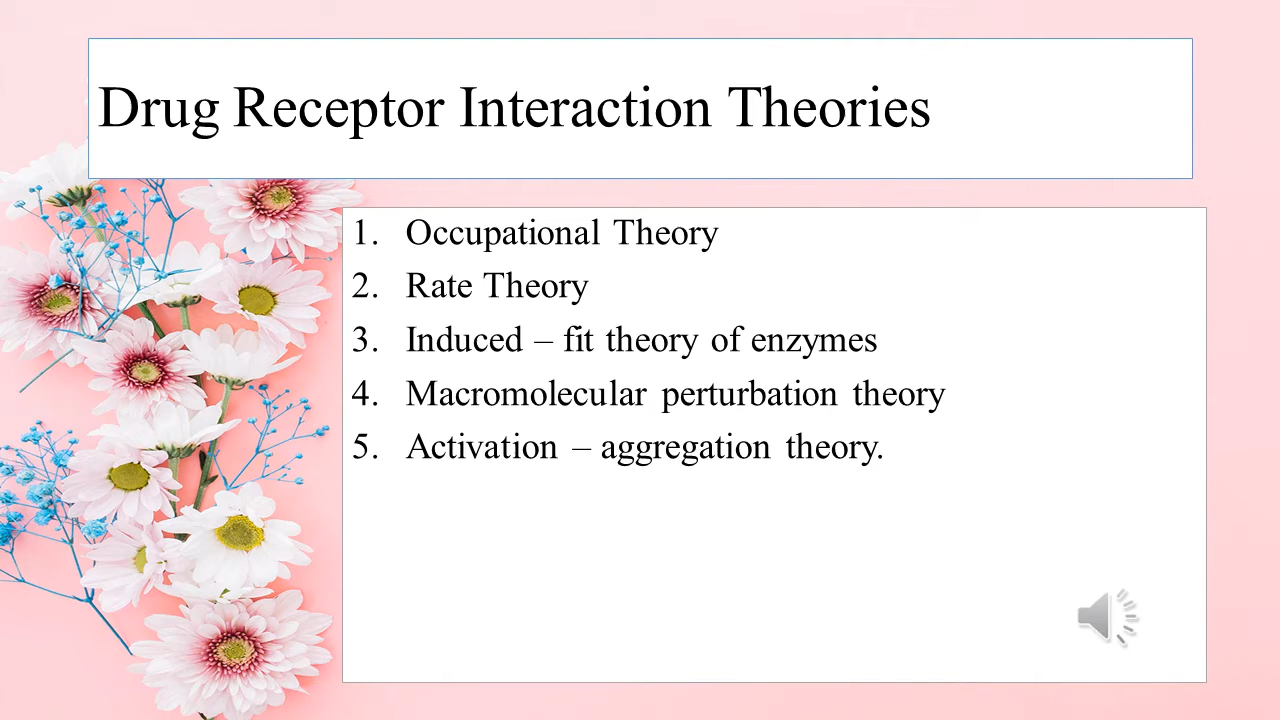 Drug Receptor Interaction Theories
1. Occupational Theory
2. Rate Theory
3. Induced – fit theory of enzymes
4. Macromolecular perturbation theory
5. Activation – aggregation theory.